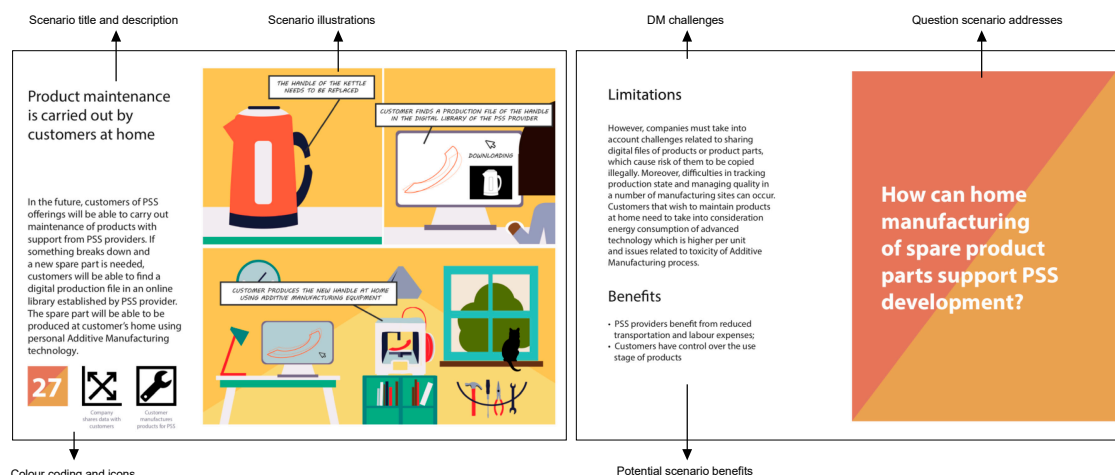 Scenario title and description
Scenario illustrations
DM challenges
Question scenario addresses
Product maintenance
is carried out by
customers at home
In the future, customers of PSS
offerings will be able to carry out
maintenance of products with
support from PSS providers. If
something breaks down and
a new spare part is needed,
customers will be able to find a
digital production file in an online
library established by PSS provider.
The spare part will be able to be
produced at customer's home using
personal Additive Manufacturing
technology.
27
Company
shares data with
customers
Customer
manufactures
products for PSS
THE HANDLE OF THE KETTLE
NEEDS TO BE REPLACED
CUSTOMER FINDS A PRODUCTION FILE OF THE HANDLE
IN THE DIGITAL LIBRARY OF THE PSS PROVIDER
DOWNLOADING
CUSTOMER PRODUCES THE NEW HANDLE AT HOME
USING ADDITIVE MANUFACTURING EQUIPMENT
Limitations
However, companies must take into
account challenges related to sharing
digital files of products or product parts,
which cause risk of them to be copied
illegally. Moreover, difficulties in tracking
production state and managing quality in
a number of manufacturing sites can occur.
Customers that wish to maintain products
at home need to take into consideration
energy consumption of advanced
technology which is higher per unit
and issues related to toxicity of Additive
Manufacturing process.
Benefits
• PSS providers benefit from reduced
transportation and labour expenses;
• Customers have control over the use
stage of products
How can home
manufacturing
of spare product
parts support PSS
development?
Colour coding and icons
Potential scenario benefits